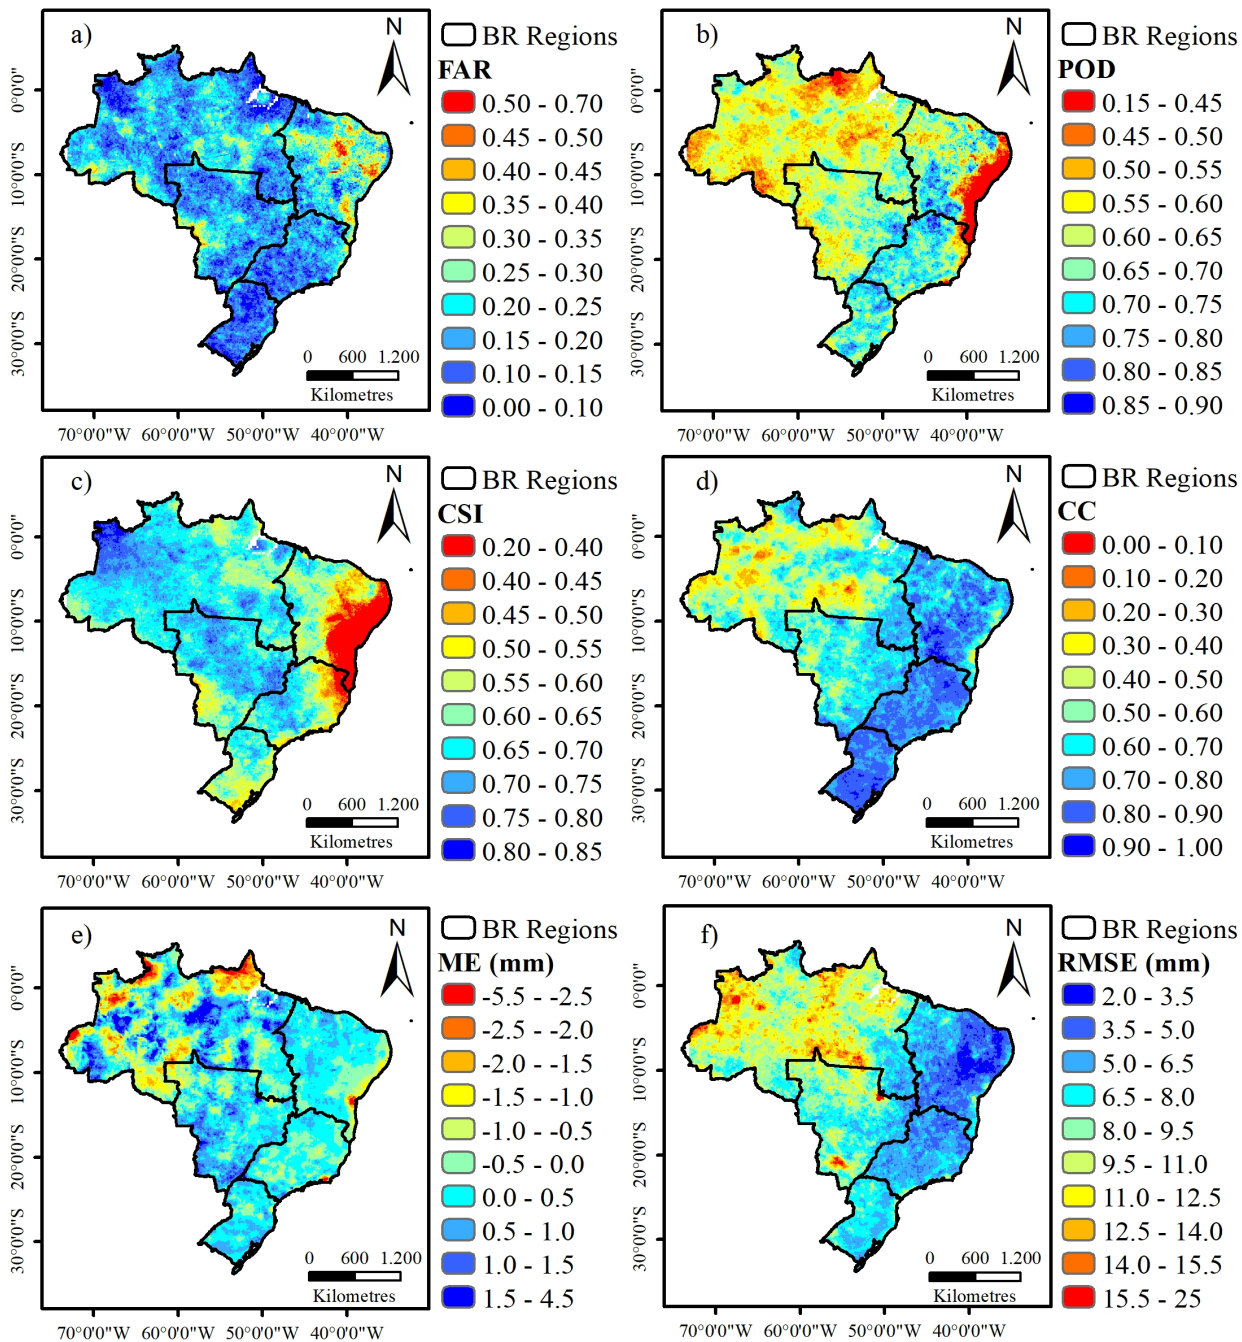 a)
N
BR Regions
FAR
0.50 - 0.70
0.45 - 0.50
0.40 - 0.45
0.35 - 0.40
0.30 - 0.35
0.25 - 0.30
0.20 - 0.25
0.15 - 0.20
0.10 - 0.15
0.00 - 0.10
0°0'0"
10°0'0"S
20°0'0"S
30°0'0"S
0 600 1.200
Kilometres
70°0'0"W 60°0'0"W 50°0'0"W 40°0'0"W
b)
N
BR Regions
POD
0.15 - 0.45
0.45 - 0.50
0.50 - 0.55
0.55 - 0.60
0.60 - 0.65
0.65 - 0.70
0.70 - 0.75
0.75 - 0.80
0.80 - 0.85
0.85 - 0.90
0°0'0"
10°0'0"S
20°0'0"S
30°0'0"S
0 600 1.200
Kilometres
70°0'0"W 60°0'0"W 50°0'0"W 40°0'0"W
c)
N
BR Regions
CSI
0.20 - 0.40
0.40 - 0.45
0.45 - 0.50
0.50 - 0.55
0.55 - 0.60
0.60 - 0.65
0.65 - 0.70
0.70 - 0.75
0.75 - 0.80
0.80 - 0.85
0°0'0"
10°0'0"S
20°0'0"S
30°0'0"S
0 600 1.200
Kilometres
70°0'0"W 60°0'0"W 50°0'0"W 40°0'0"W
d)
N
BR Regions
CC
0.00 - 0.10
0.10 - 0.20
0.20 - 0.30
0.30 - 0.40
0.40 - 0.50
0.50 - 0.60
0.60 - 0.70
0.70 - 0.80
0.80 - 0.90
0.90 - 1.00
0°0'0"
10°0'0"S
20°0'0"S
30°0'0"S
0 600 1.200
Kilometres
70°0'0"W 60°0'0"W 50°0'0"W 40°0'0"W
e)
N
BR Regions
ME (mm)
-5.5 - -2.5
-2.5 - -2.0
-2.0 - -1.5
-1.5 - -1.0
-1.0 - -0.5
-0.5 - 0.0
0.0 - 0.5
0.5 - 1.0
1.0 - 1.5
1.5 - 4.5
0°0'0"
10°0'0"S
20°0'0"S
30°0'0"S
0 600 1.200
Kilometres
70°0'0"W 60°0'0"W 50°0'0"W 40°0'0"W
f)
N
BR Regions
RMSE (mm)
2.0 - 3.5
3.5 - 5.0
5.0 - 6.5
6.5 - 8.0
8.0 - 9.5
9.5 - 11.0
11.0 - 12.5
12.5 - 14.0
14.0 - 15.5
15.5 - 25
0°0'0"
10°0'0"S
20°0'0"S
30°0'0"S
0 600 1.200
Kilometres
70°0'0"W 60°0'0"W 50°0'0"W 40°0'0"W